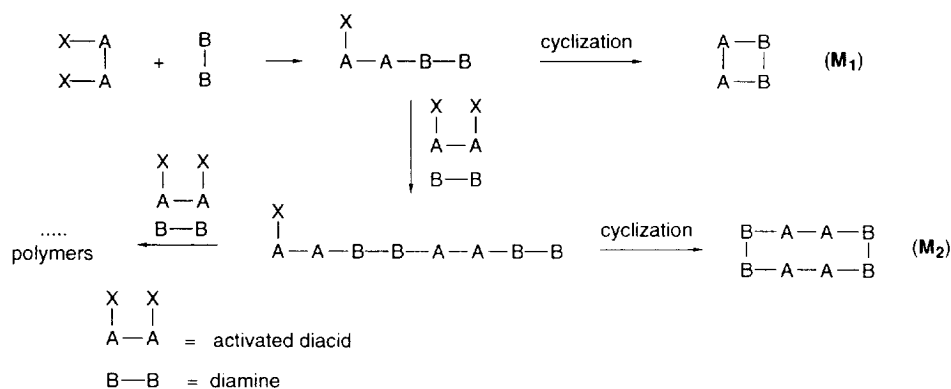 X—A + B → X cyclization A—B (M₁)
X—A B A—A—B—B A—B
X X
A—A
B—B
X X
A—A
B—B
..... polymers
X
A—A—B—B—A—A—B—B
cyclization
B—A—A—B
B—A—A—B
(M₂)
X X
A—A = activated diacid
B—B = diamine